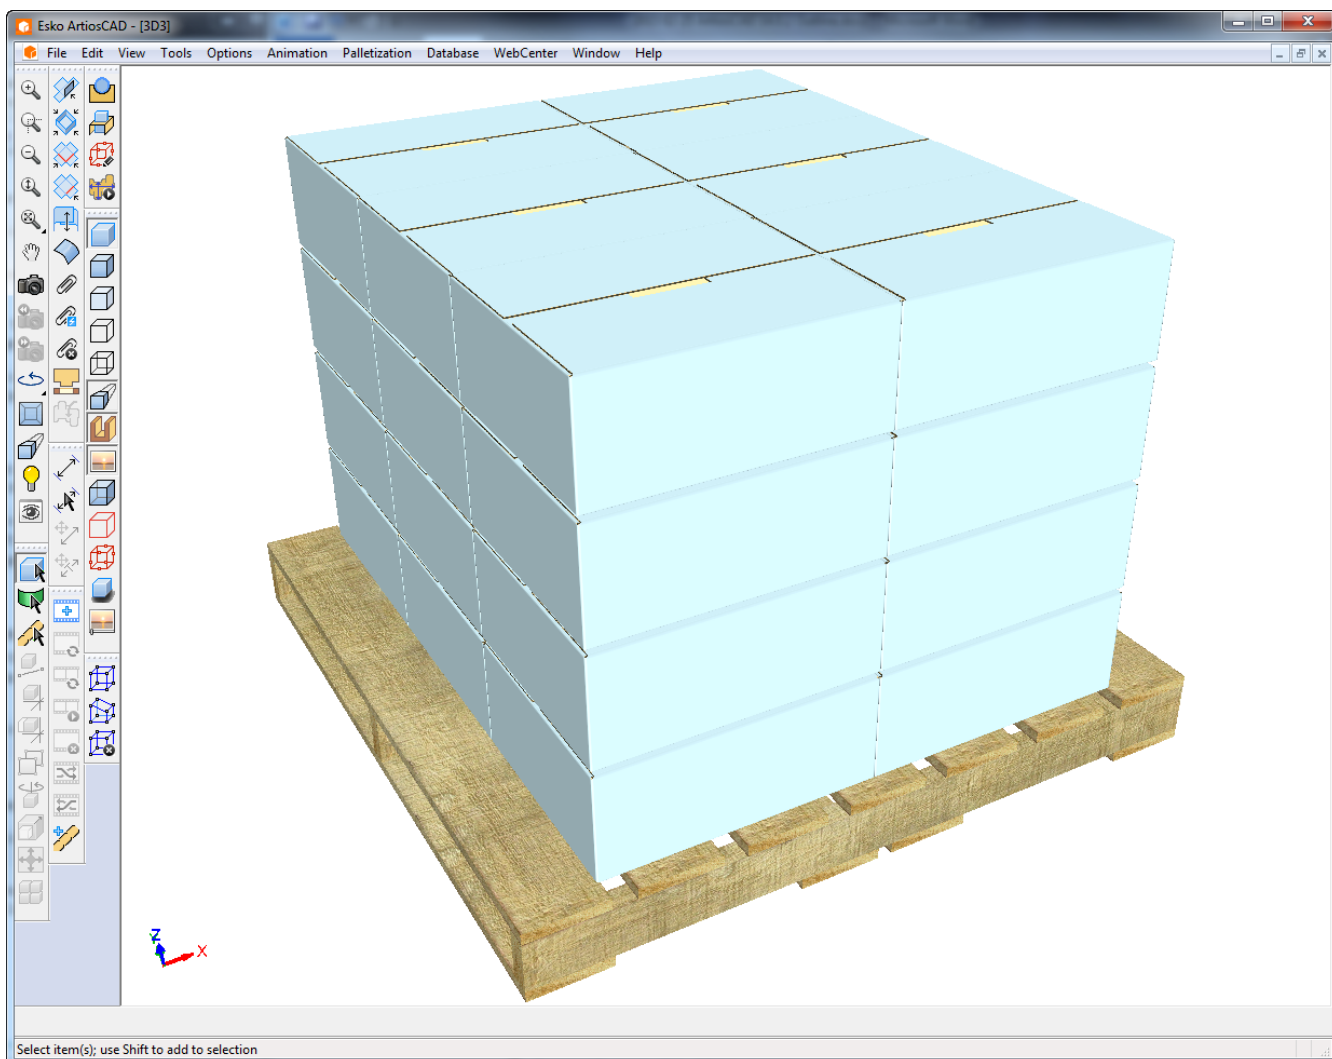 Esko ArtiosCAD - [3D3]
File Edit View Tools Options Animation Palletization Database WebCenter Window Help
Z
X
Select item(s); use Shift to add to selection